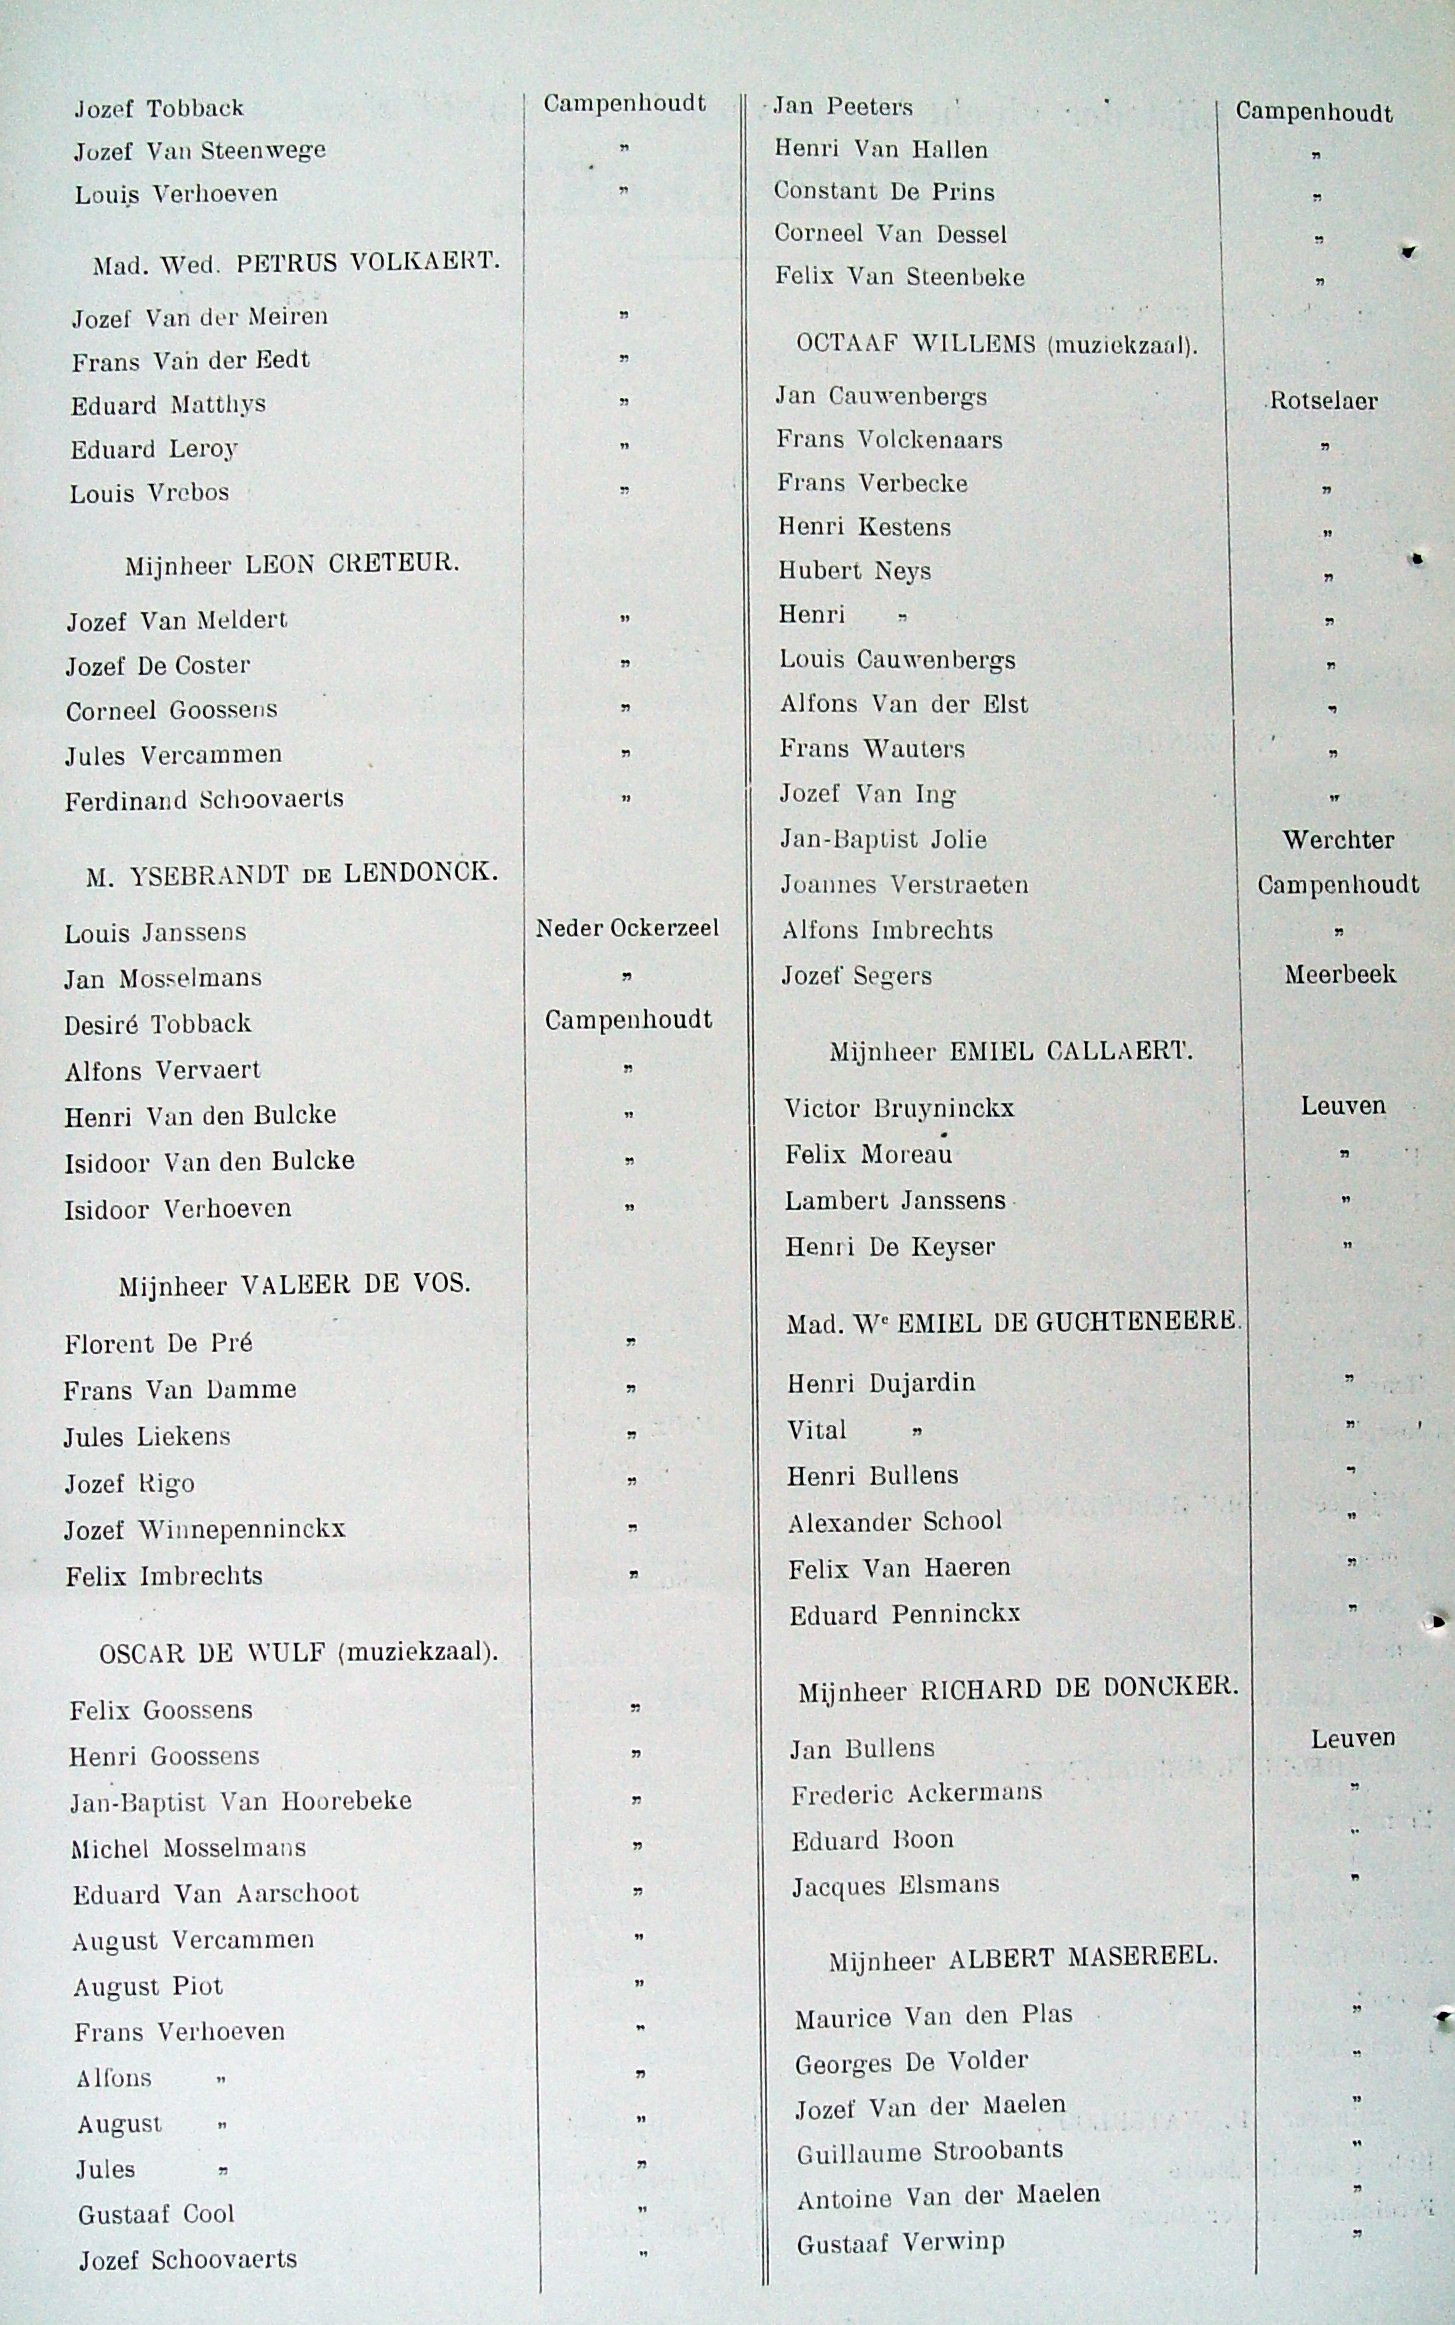 Jozef Tobback Campenhoudt
Jozef Van Steenwege „
Louis Verhoeven „
Mad. Wed. PETRUS VOLKAERT.
Jozef Van der Meiren „
Frans Van der Eedt „
Eduard Matthys „
Eduard Leroy „
Louis Vrebos „
Mijnheer LEON CRETEUR.
Jozef Van Meldert „
Jozef De Coster „
Corneel Goossens „
Jules Vercammen „
Ferdinand Schoovaerts „
M. YSEBRANDT DE LENDONCK.
Louis Janssens Neder Ockerzeel
Jan Mosselmans „
Desiré Tobback Campenhoudt
Alfons Vervaert „
Henri Van den Bulcke „
Isidoor Van den Bulcke „
Isidoor Verhoeven „
Mijnheer VALEER DE VOS.
Florent De Pré „
Frans Van Damme „
Jules Liekens „
Jozef Rigo „
Jozef Winnepenninckx „
Felix Imbrechts „
OSCAR DE WULF (muziekzaal).
Felix Goossens „
Henri Goossens „
Jan-Baptist Van Hoorebeke „
Michel Mosselmans „
Eduard Van Aarschoot „
August Vercammen „
August Piot „
Frans Verhoeven „
Alfons „ „
August „ „
Jules „ „
Gustaaf Cool „
Jozef Schoovaerts „
Jan Peeters Campenhoudt
Henri Van Hallen „
Constant De Prins „
Corneel Van Dessel „
Felix Van Steenbeke „
OCTAAF WILLEMS (muziekzaal).
Jan Cauwenbergs Rotselaer
Frans Volckenaars „
Frans Verbecke „
Henri Kestens „
Hubert Neys „
Henri „ „
Louis Cauwenbergs „
Alfons Van der Elst „
Frans Wauters „
Jozef Van Ing „
Jan-Baptist Jolie Werchter
Joannes Verstraeten Campenhoudt
Alfons Imbrechts „
Jozef Segers Meerbeek
Mijnheer EMIEL CALLAERT.
Victor Bruyninckx Leuven
Felix Moreau „
Lambert Janssens „
Henri De Keyser „
Mad. We EMIEL DE GUCHTENEERE.
Henri Dujardin „
Vital „ „
Henri Bullens „
Alexander School „
Felix Van Haeren „
Eduard Penninckx „
Mijnheer RICHARD DE DONCKER.
Jan Bullens Leuven
Frederic Ackermans „
Eduard Boon „
Jacques Elsmans „
Mijnheer ALBERT MASEREEL.
Maurice Van den Plas „
Georges De Volder „
Jozef Van der Maelen „
Guillaume Stroobants „
Antoine Van der Maelen „
Gustaaf Verwinp „